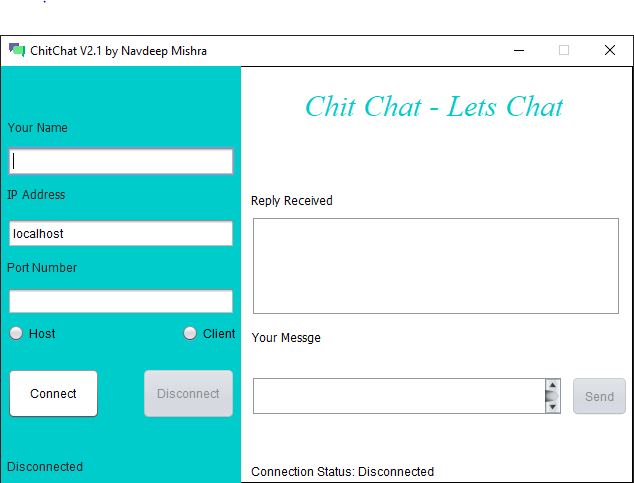 ChitChat V2.1 by Navdeep Mishra
Chit Chat - Lets Chat
Your Name
IP Address
localhost
Port Number
Host
Client
Connect
Disconnect
Disconnected
Reply Received
Your Messge
Send
Connection Status: Disconnected